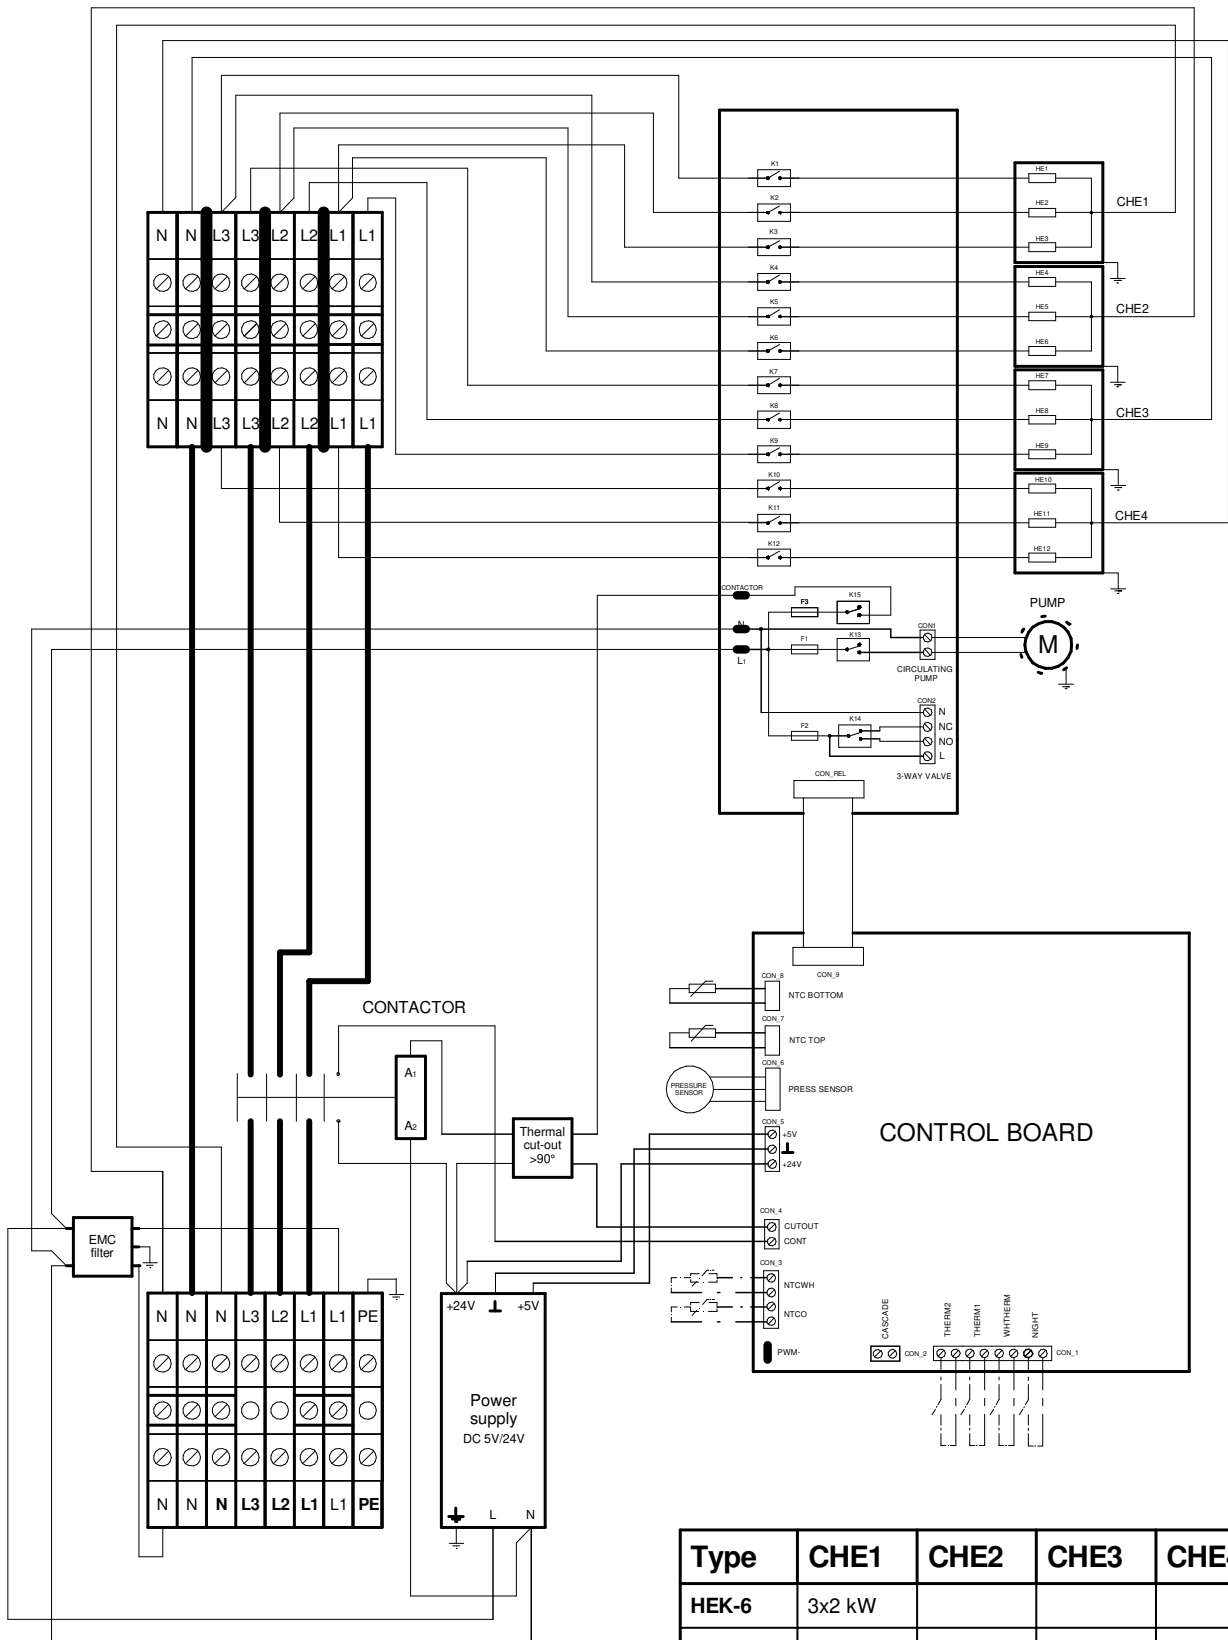 K1
HE1
K2
HE2
CHE1
K3
HE3
N N L3 L3 L2 L2 L1 L1
K4
HE4
K5
HE5
CHE2
K6
HE6
K7
HE7
K8
HE8
CHE3
N N L3 L3 L2 L2 L1 L1
K9
HE9
K10
HE10
K11
HE11
CHE4
K12
HE12
CONTACTOR
K15
F3
PUMP
N
F1
K13
CON1
M
L1
CIRCULATING
PUMP
CON2
N
F2
K14
NC
NO
L
CON_REL
3-WAY VALVE
CON_9
CON_8
NTC BOTTOM
CONTACTOR
CON_7
NTC TOP
A1
CON_6
PRESSURE
SENSOR
PRESS SENSOR
A2
Thermal
cut-out
>90°
CON_5
+5V
+24V
CONTROL BOARD
CON_4
CUTOUT
CONT
EMC
filter
CON_3
NTCWH
NTCO
N N N L3 L2 L1 L1 PE
+24V +5V
CASCADE
THERM2
THERM1
WHTHERM
NIGHT
PWM-
CON_2
CON_1
Power
supply
DC 5V/24V
N N N L3 L2 L1 L1 PE
L N
Type CHE1 CHE2 CHE3
HEK-6 3x2 kW